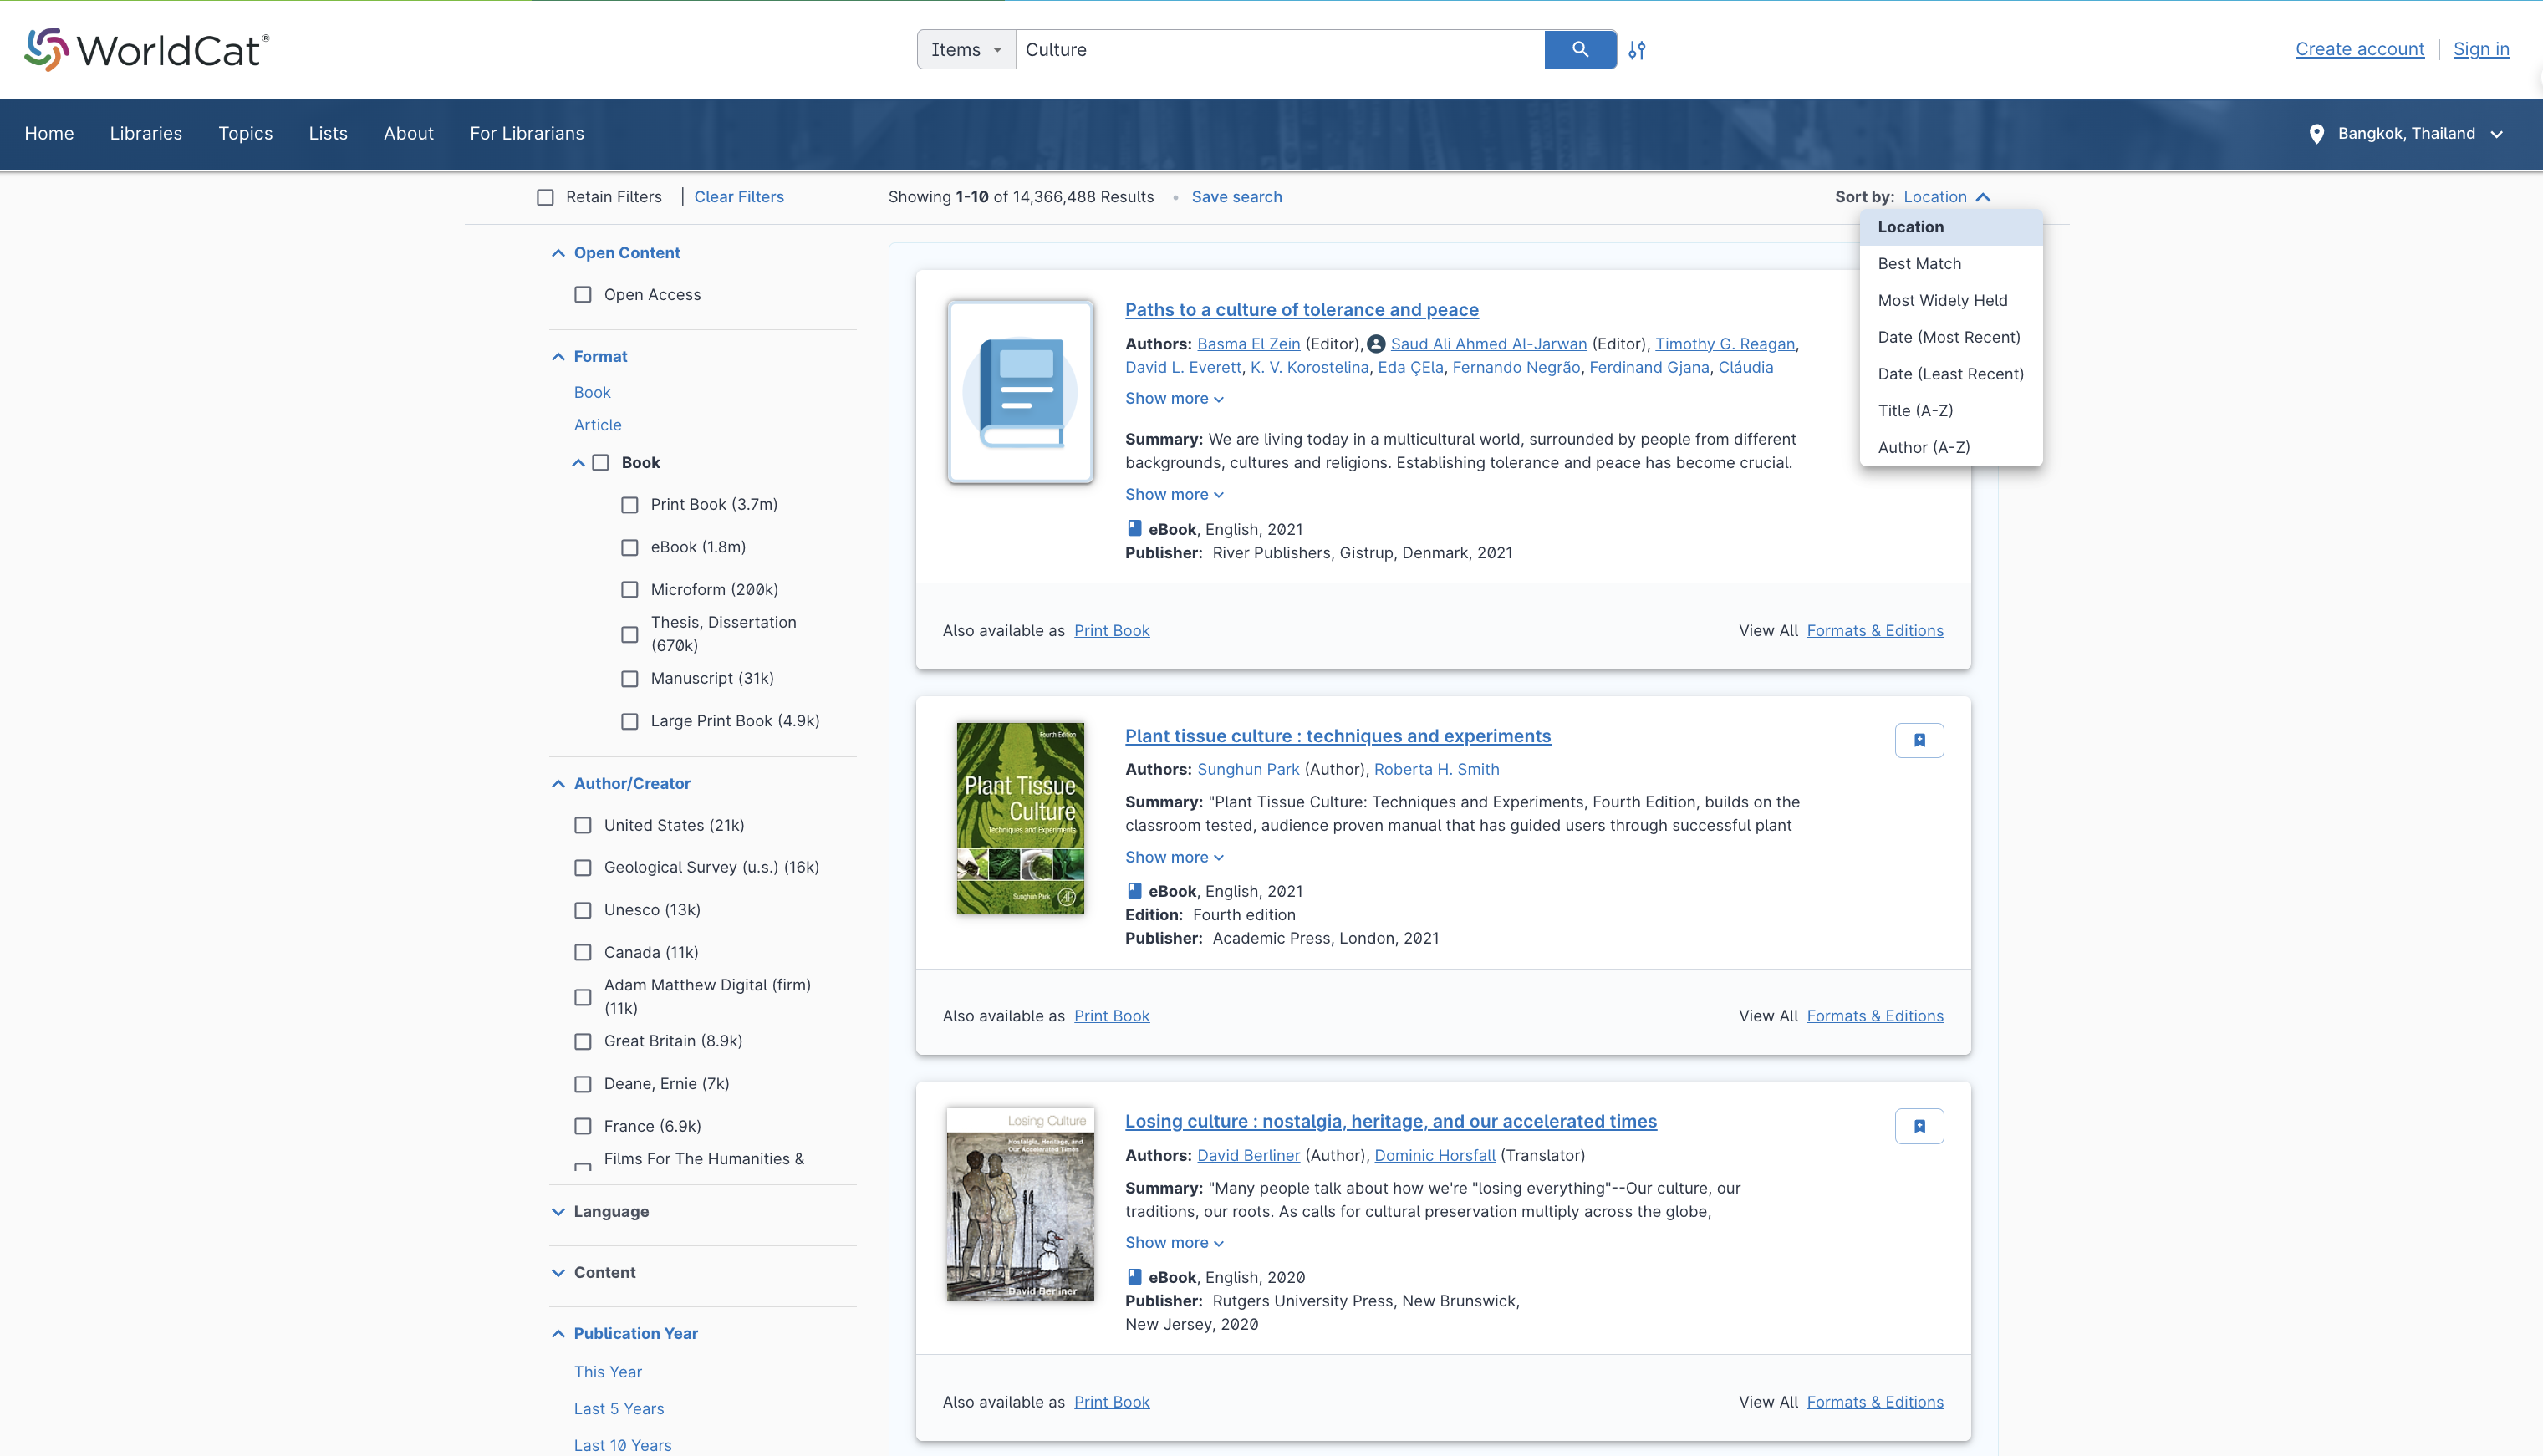 WorldCat®
Items
Culture
Create account | Sign in
Home Libraries Topics Lists About For Librarians
Bangkok, Thailand
Retain Filters | Clear Filters
Showing 1-10 of 14,366,488 Results • Save search
Sort by: Location
Location
Best Match
Most Widely Held
Date (Most Recent)
Date (Least Recent)
Title (A-Z)
Author (A-Z)
Open Content
Open Access
Format
Book
Article
Book
Print Book (3.7m)
eBook (1.8m)
Microform (200k)
Thesis, Dissertation
(670k)
Manuscript (31k)
Large Print Book (4.9k)
Author/Creator
United States (21k)
Geological Survey (u.s.) (16k)
Unesco (13k)
Canada (11k)
Adam Matthew Digital (firm)
(11k)
Great Britain (8.9k)
Deane, Ernie (7k)
France (6.9k)
Films For The Humanities &
Language
Content
Publication Year
This Year
Last 5 Years
Last 10 Years
Paths to a culture of tolerance and peace
Authors: Basma El Zein (Editor), Saud Ali Ahmed Al-Jarwan (Editor), Timothy G. Reagan,
David L. Everett, K. V. Korostelina, Eda ÇEla, Fernando Negrão, Ferdinand Gjana, Cláudia
Show more
Summary: We are living today in a multicultural world, surrounded by people from different
backgrounds, cultures and religions. Establishing tolerance and peace has become crucial.
Show more
eBook, English, 2021
Publisher: River Publishers, Gistrup, Denmark, 2021
Also available as Print Book
View All Formats & Editions
Fourth Edition
Plant Tissue
Culture
Techniques and Experiments
Sunghun Park
Plant tissue culture : techniques and experiments
Authors: Sunghun Park (Author), Roberta H. Smith
Summary: "Plant Tissue Culture: Techniques and Experiments, Fourth Edition, builds on the
classroom tested, audience proven manual that has guided users through successful plant
Show more
eBook, English, 2021
Edition: Fourth edition
Publisher: Academic Press, London, 2021
Also available as Print Book
View All Formats & Editions
Losing Culture
Nostalgia, Heritage, and
Our Accelerated Times
David Berliner
Losing culture : nostalgia, heritage, and our accelerated times
Authors: David Berliner (Author), Dominic Horsfall (Translator)
Summary: "Many people talk about how we're "losing everything"--Our culture, our
traditions, our roots. As calls for cultural preservation multiply across the globe,
Show more
eBook, English, 2020
Publisher: Rutgers University Press, New Brunswick,
New Jersey, 2020
Also available as Print Book
View All Formats & Editions